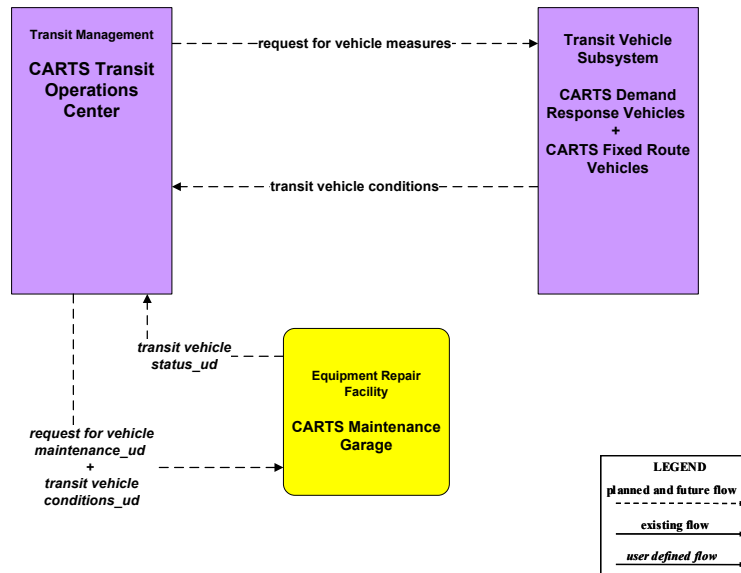 Transit Management
CARTS Transit
Operations
Center
request for vehicle measures
Transit Vehicle
Subsystem
CARTS Demand
Response Vehicles
+
CARTS Fixed Route
Vehicles
transit vehicle conditions
transit vehicle
status_ud
Equipment Repair
Facility
CARTS Maintenance
Garage
request for vehicle
maintenance_ud
+
transit vehicle
conditions_ud
LEGEND
planned and future flow
existing flow
user defined flow